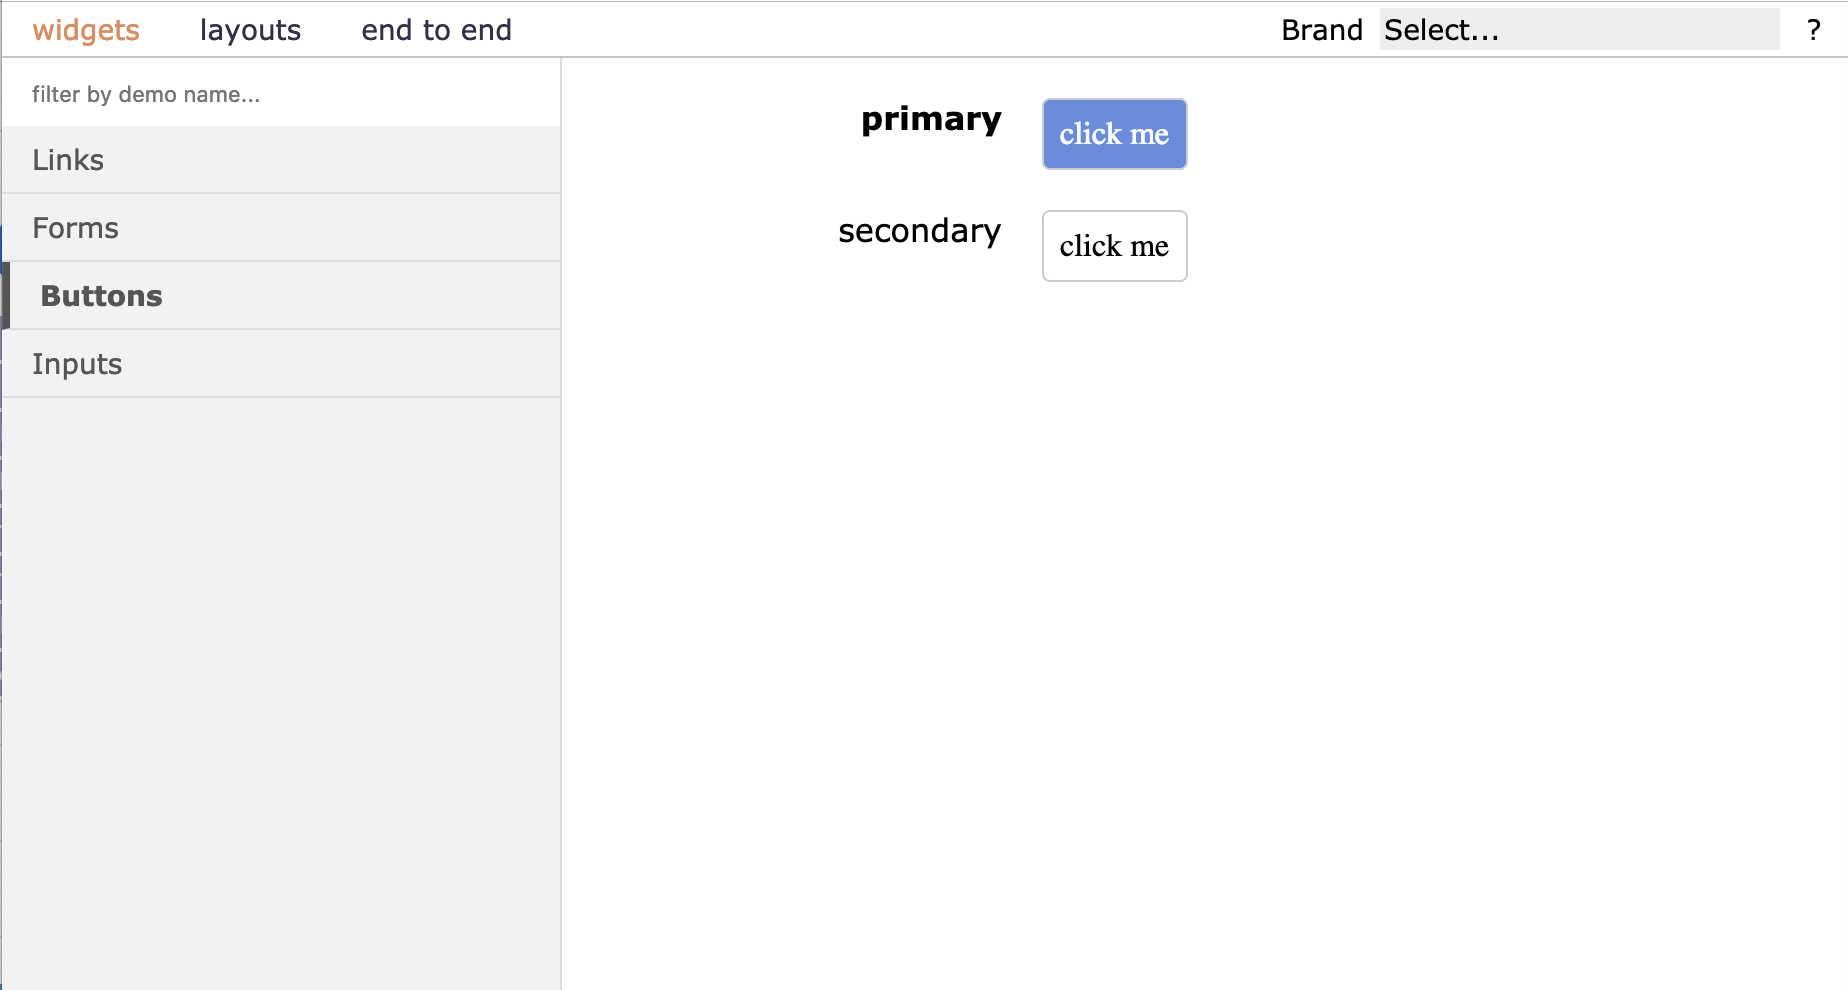 widgets layouts end to end Brand Select... ?
filter by demo name...
Links
Forms
Buttons
Inputs
primary click me
secondary click me